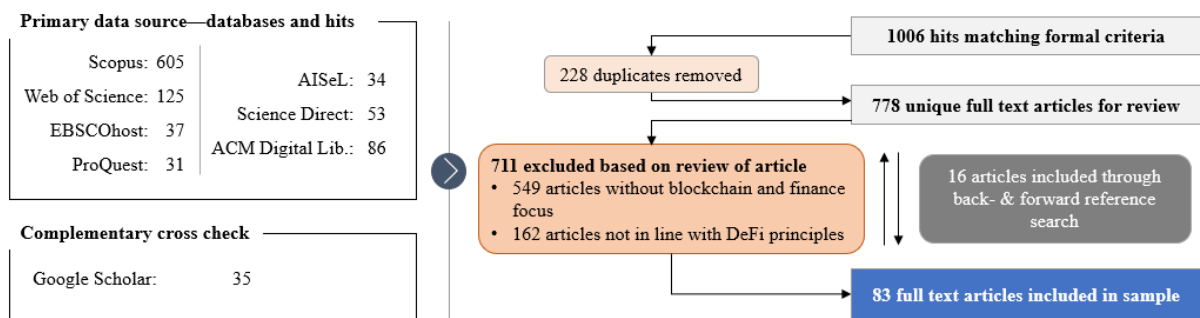 Primary data source—databases and hits
Scopus: 605
Web of Science: 125
EBSCOhost: 37
ProQuest: 31
AISeL: 34
Science Direct: 53
ACM Digital Lib.: 86
Complementary cross check
Google Scholar: 35
1006 hits matching formal criteria
228 duplicates removed
778 unique full text articles for review
711 excluded based on review of article
• 549 articles without blockchain and finance
focus
• 162 articles not in line with DeFi principles
16 articles included through
back- & forward reference
search
83 full text articles included in sample